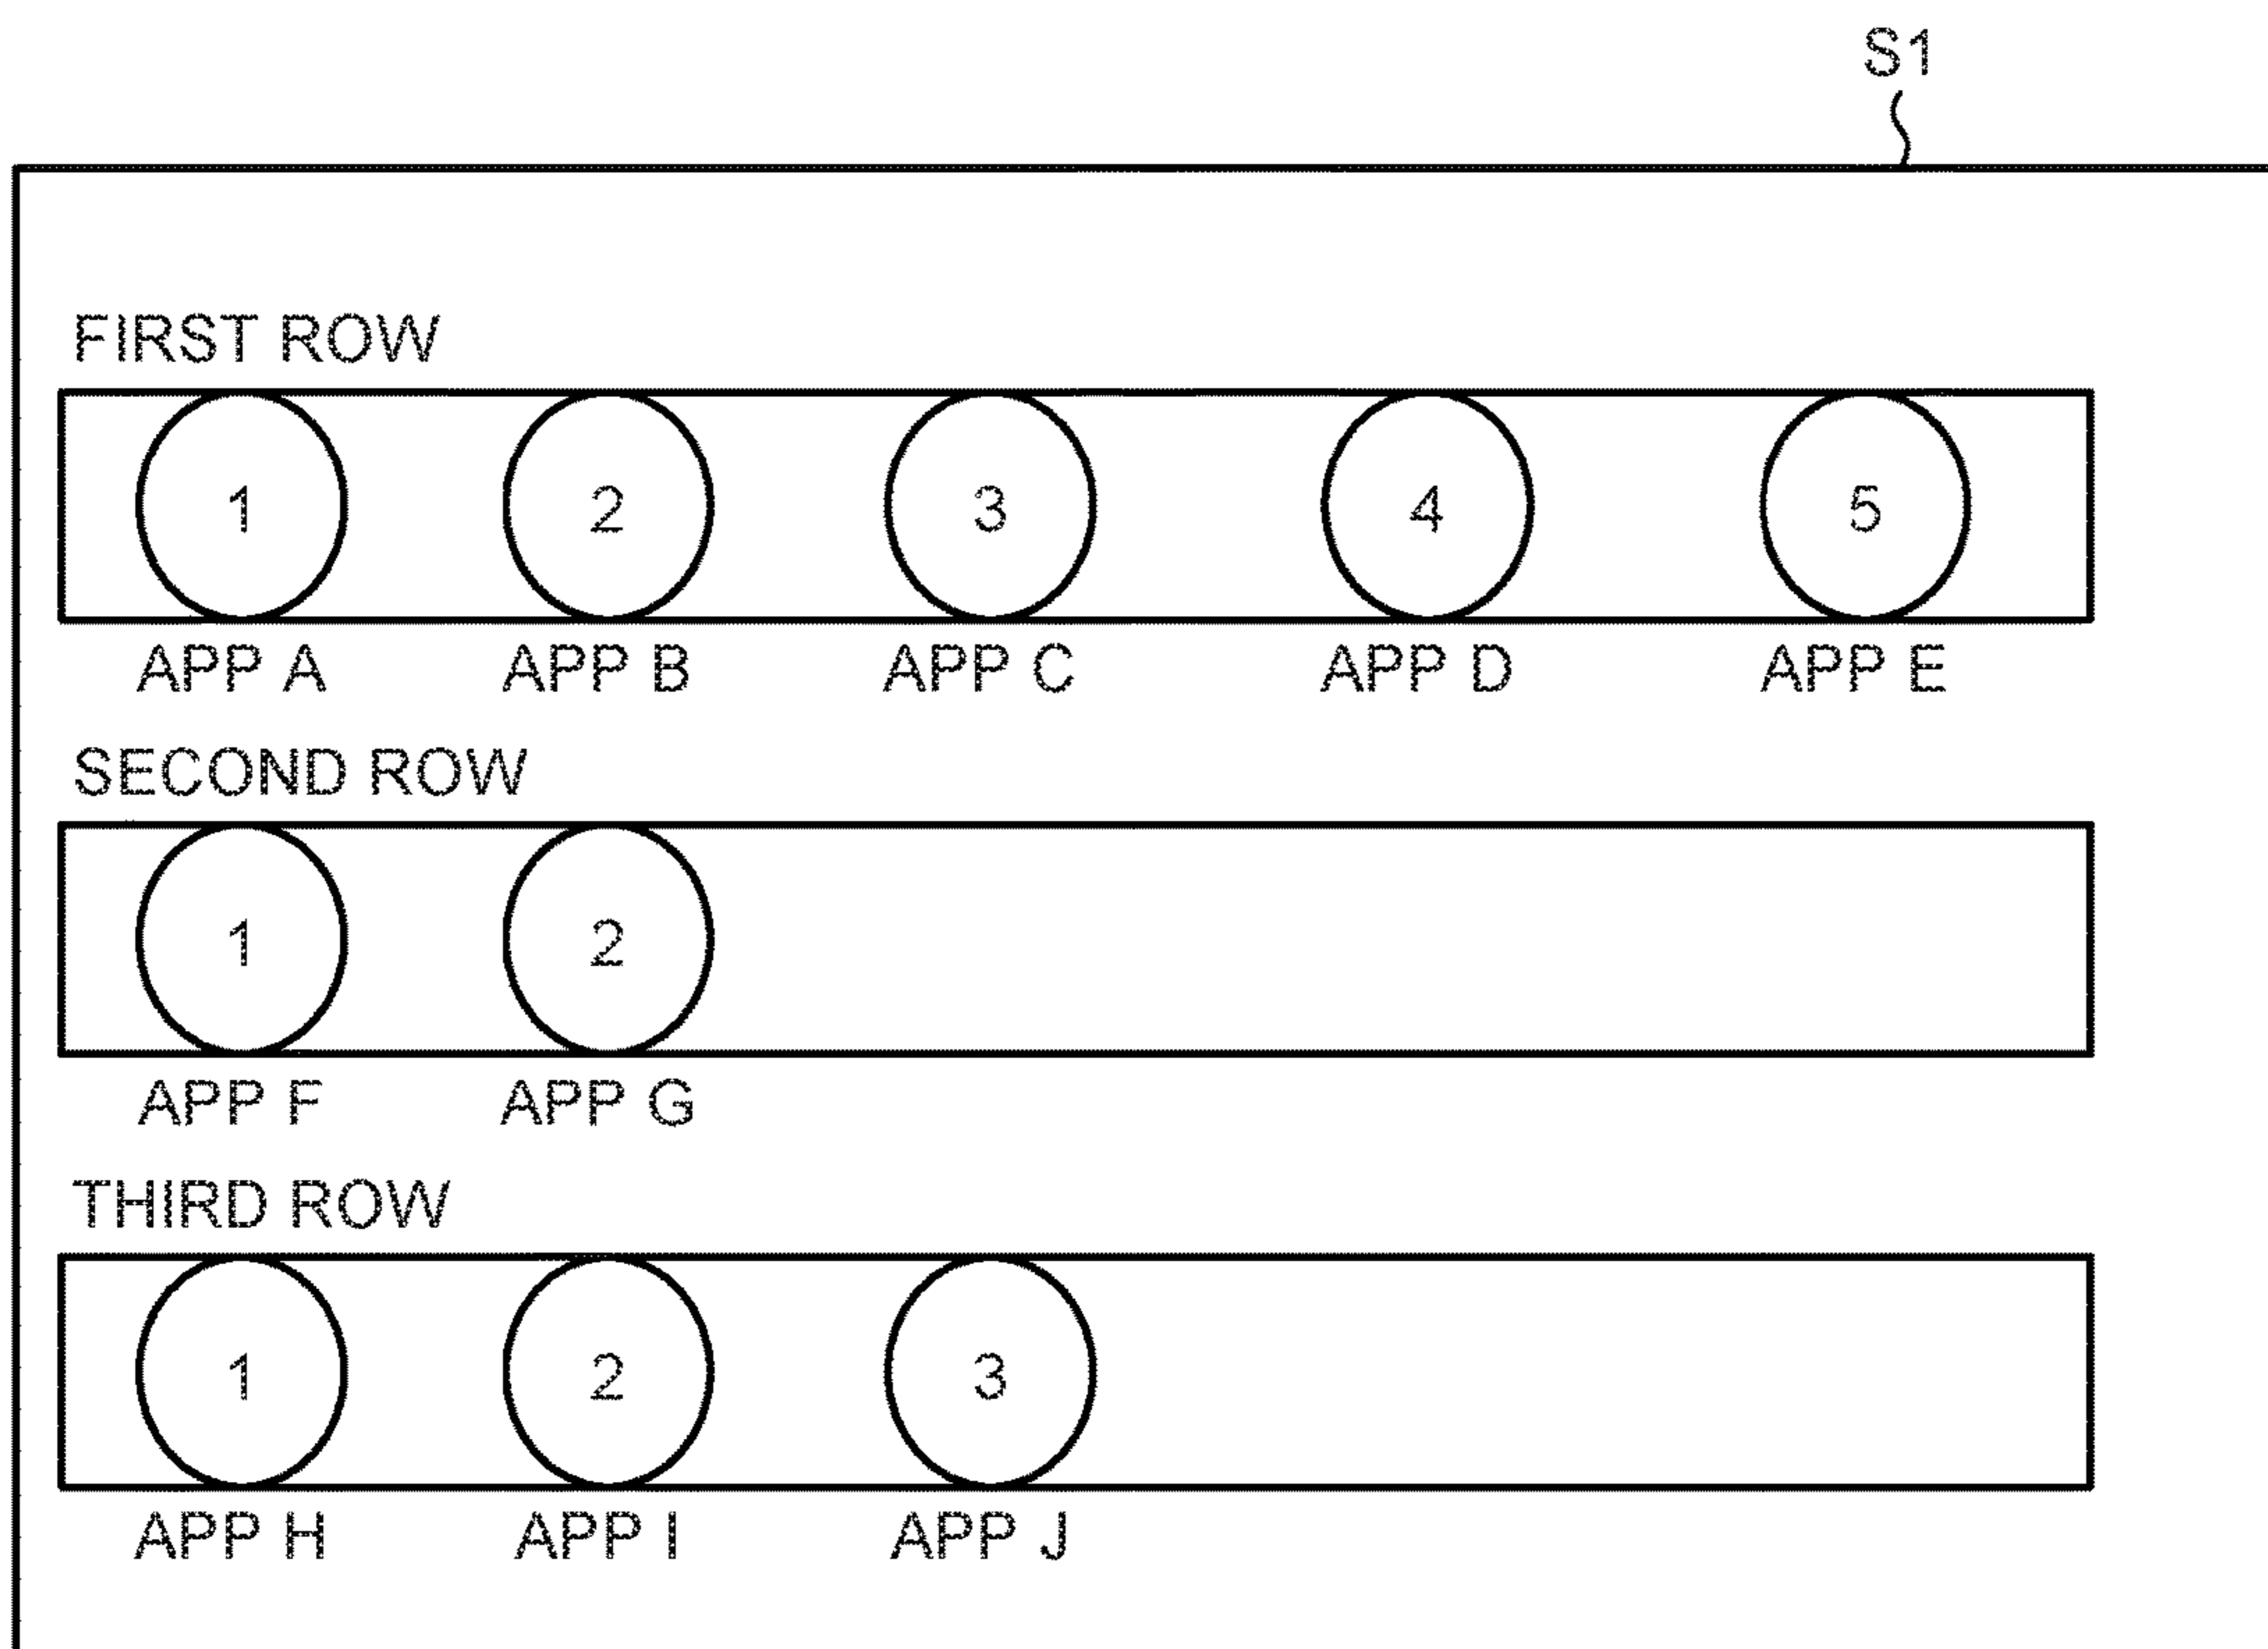 S1
FIRST ROW
1 2 3 4 5
APP A APP B APP C APP D APP E
SECOND ROW
1 2
APP F APP G
THIRD ROW
1 2 3
APP H APP I APP J